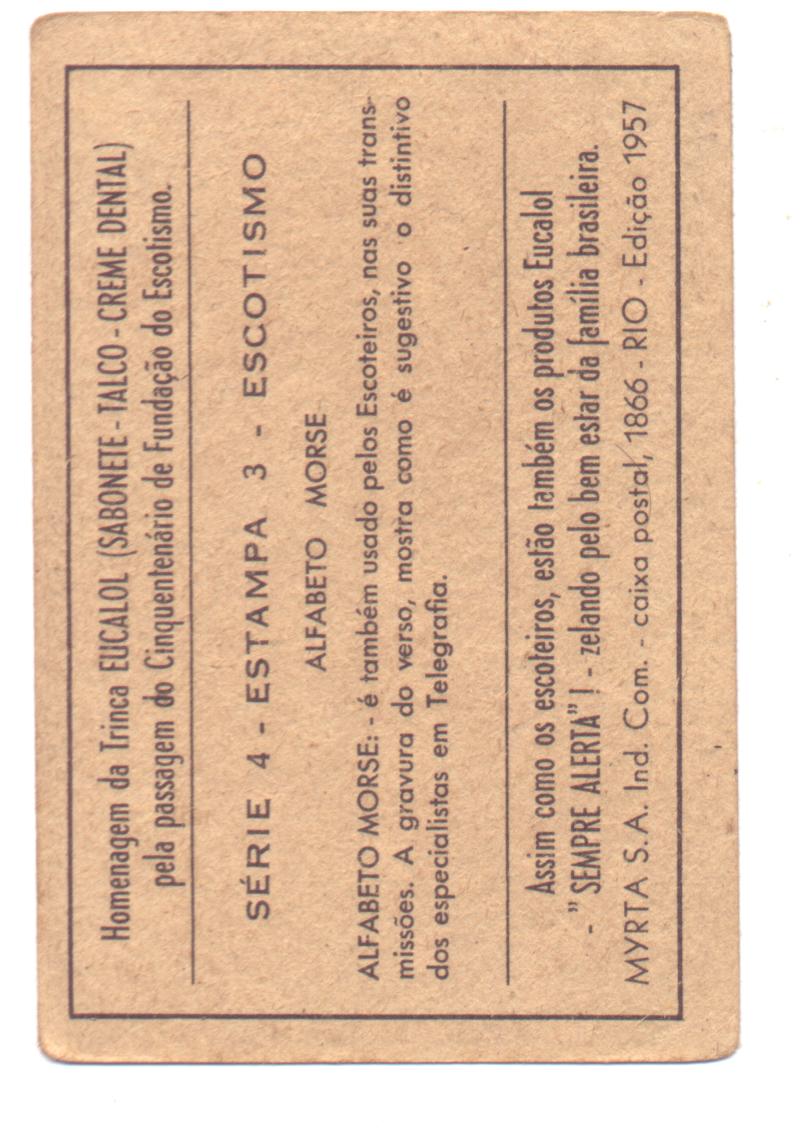 Homenagem da Trinca EUCALOL (SABONETE - TALCO - CREME DENTAL)
pela passagem do Cinquentenário de Fundação do Escotismo.
SÉRIE 4 - ESTAMPA 3 - ESCOTISMO
ALFABETO MORSE
ALFABETO MORSE: - é também usado pelos Escoteiros, nas suas trans-
missões. A gravura do verso, mostra como é sugestivo o distintivo
dos especialistas em Telegrafia.
Assim como os escoteiros, estão também os produtos Eucalol
- "SEMPRE ALERTA" ! - zelando pelo bem estar da família brasileira.
MYRTA S.A. Ind. Com. - caixa postal, 1866 - RIO - Edição 1957